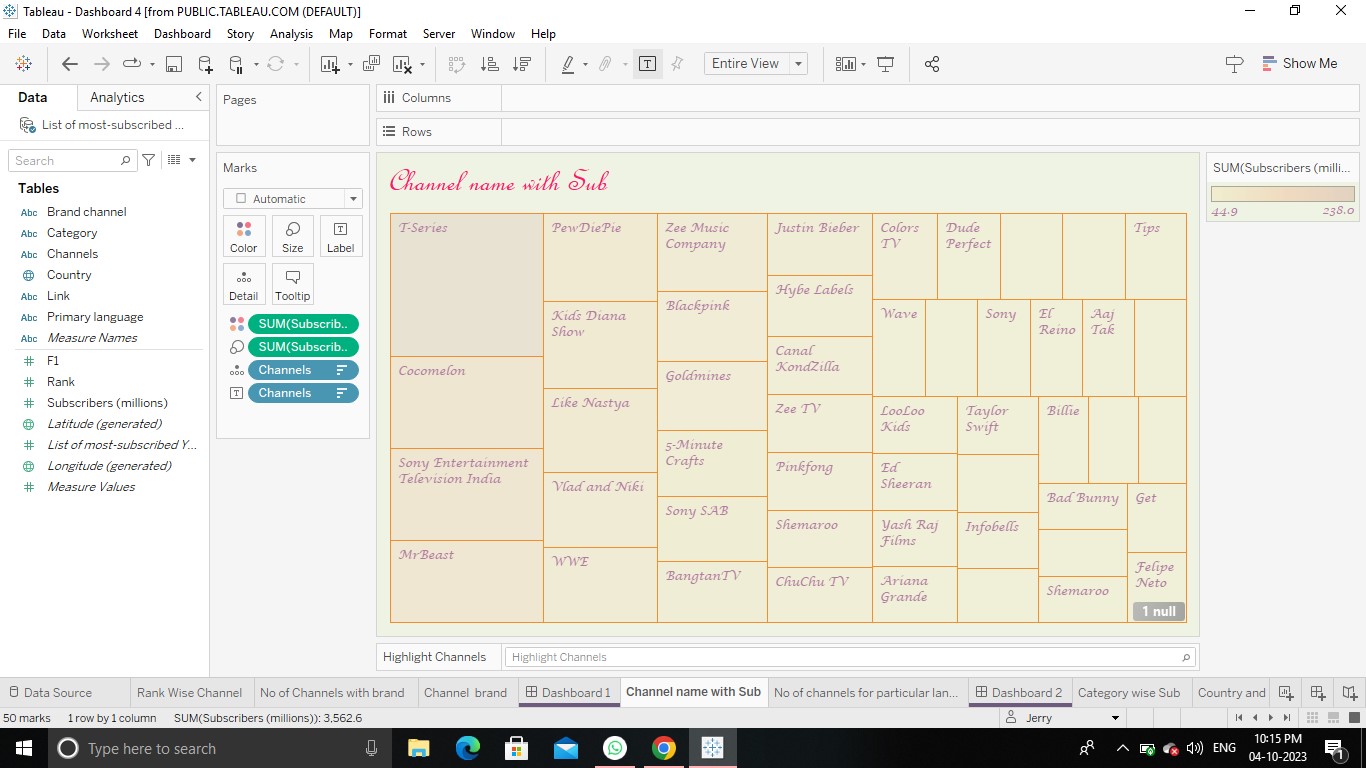 Tableau - Dashboard 4 [from PUBLIC.TABLEAU.COM (DEFAULT)]
File Data Worksheet Dashboard Story Analysis Map Format Server Window Help
Entire View
Show Me
Data Analytics
List of most-subscribed ...
Search
Tables
Abc Brand channel
Abc Category
Abc Channels
Country
Abc Link
Abc Primary language
Abc Measure Names
# F1
# Rank
# Subscribers (millions)
Latitude (generated)
# List of most-subscribed Y...
Longitude (generated)
# Measure Values
Pages
Marks
Automatic
Color Size Label
Detail Tooltip
SUM(Subscrib..
SUM(Subscrib..
Channels
Channels
Columns
Rows
Channel name with Sub
T-Series
Cocomelon
Sony Entertainment
Television India
MrBeast
PewDiePie
Kids Diana
Show
Like Nastya
Vlad and Niki
WWE
Zee Music
Company
Blackpink
Goldmines
5-Minute
Crafts
Sony SAB
BangtanTV
Justin Bieber
Hybe Labels
Canal
KondZilla
Zee TV
Pinkfong
Shemaroo
ChuChu TV
Colors
TV
Dude
Perfect
Tips
Wave
Sony
El
Reino
Aaj
Tak
LooLoo
Kids
Ed
Sheeran
Yash Raj
Films
Ariana
Grande
Taylor
Swift
Infobells
Billie
Bad Bunny
Shemaroo
Get
Felipe
Neto
1 null
SUM(Subscribers (milli...
44.9 238.0
Highlight Channels Highlight Channels
Data Source Rank Wise Channel No of Channels with brand Channel brand Dashboard 1 Channel name with Sub No of channels for particular lan... Dashboard 2 Category wise Sub Country and
50 marks 1 row by 1 column SUM(Subscribers (millions)): 3,562.6 Jerry
Type here to search
ENG
10:15 PM
04-10-2023
1